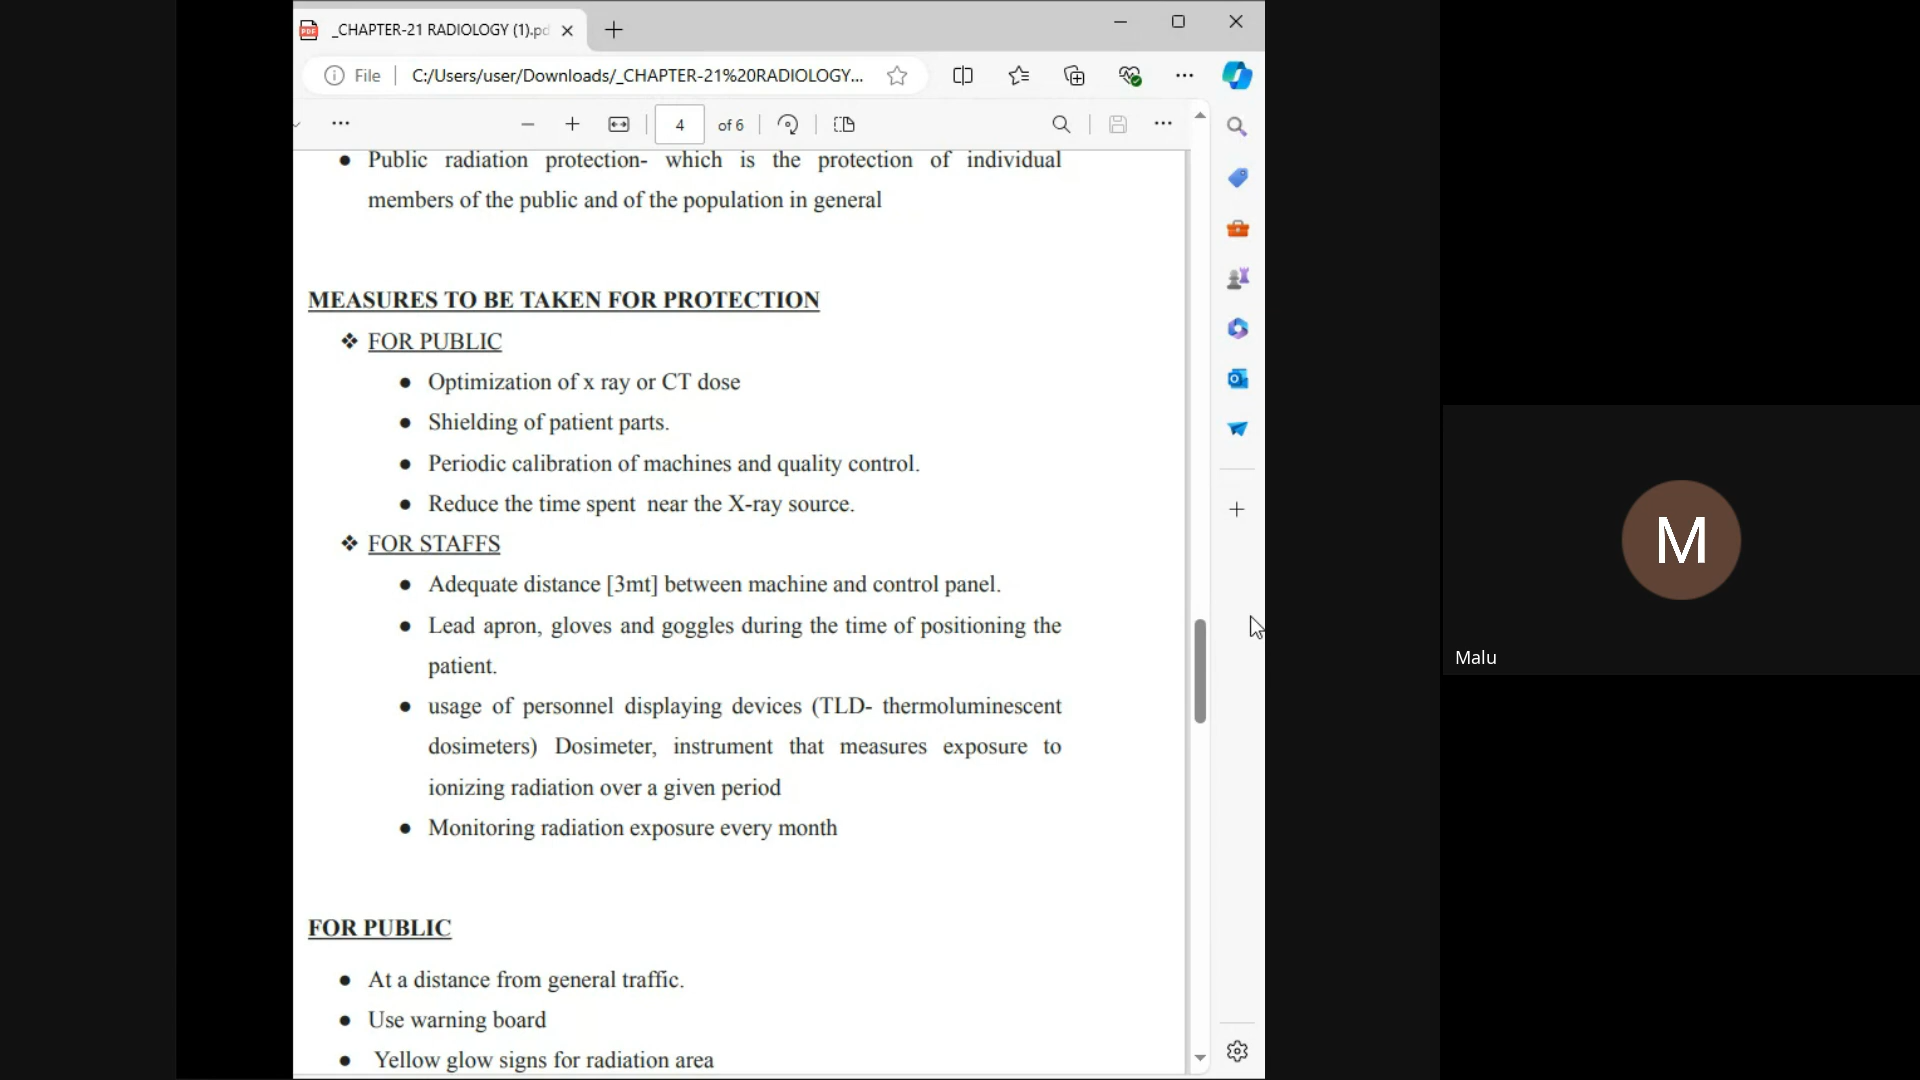 _CHAPTER-21 RADIOLOGY (1).pd
File
C:/Users/user/Downloads/_CHAPTER-21%20RADIOLOGY...
4 of 6
● Public radiation protection- which is the protection of individual
members of the public and of the population in general
MEASURES TO BE TAKEN FOR PROTECTION
❖ FOR PUBLIC
● Optimization of x ray or CT dose
● Shielding of patient parts.
● Periodic calibration of machines and quality control.
● Reduce the time spent near the X-ray source.
❖ FOR STAFFS
● Adequate distance [3mt] between machine and control panel.
● Lead apron, gloves and goggles during the time of positioning the
patient.
● usage of personnel displaying devices (TLD- thermoluminescent
dosimeters) Dosimeter, instrument that measures exposure to
ionizing radiation over a given period
● Monitoring radiation exposure every month
FOR PUBLIC
● At a distance from general traffic.
● Use warning board
● Yellow glow signs for radiation area
M
Malu